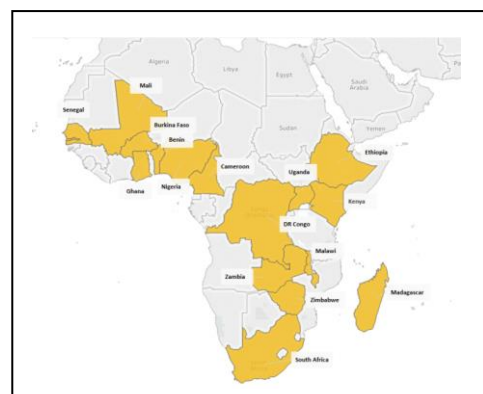 Algeria
Libya
Egypt
Saudi
Arabia
Mali
Senegal
Sudan
Yemen
Burkina Faso
Benin
Ethiopia
Cameroon
Uganda
Ghana
Nigeria
Kenya
DR Congo
Malawi
Angola
Zambia
Madagascar
Zimbabwe
South Africa